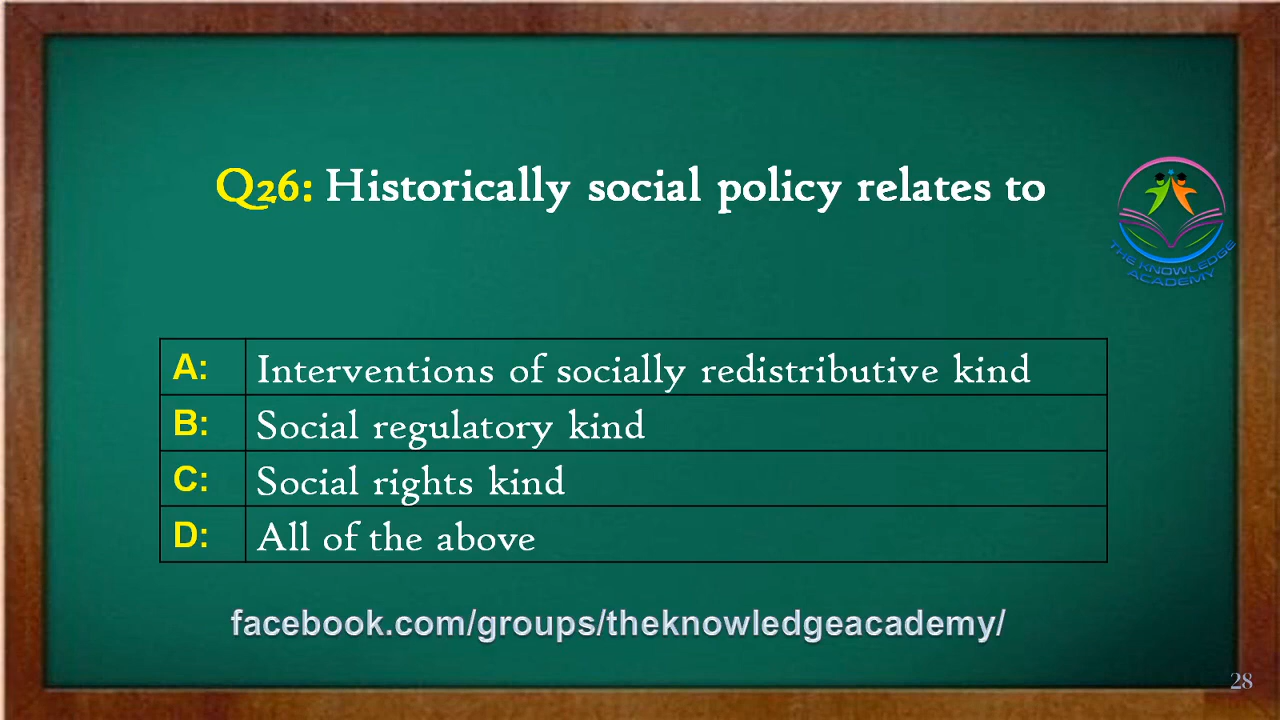 Q26: Historically social policy relates to
THE KNOWLEDGE
ACADEMY
A: Interventions of socially redistributive kind
B: Social regulatory kind
C: Social rights kind
D: All of the above
facebook.com/groups/theknowledgeacademy/
28